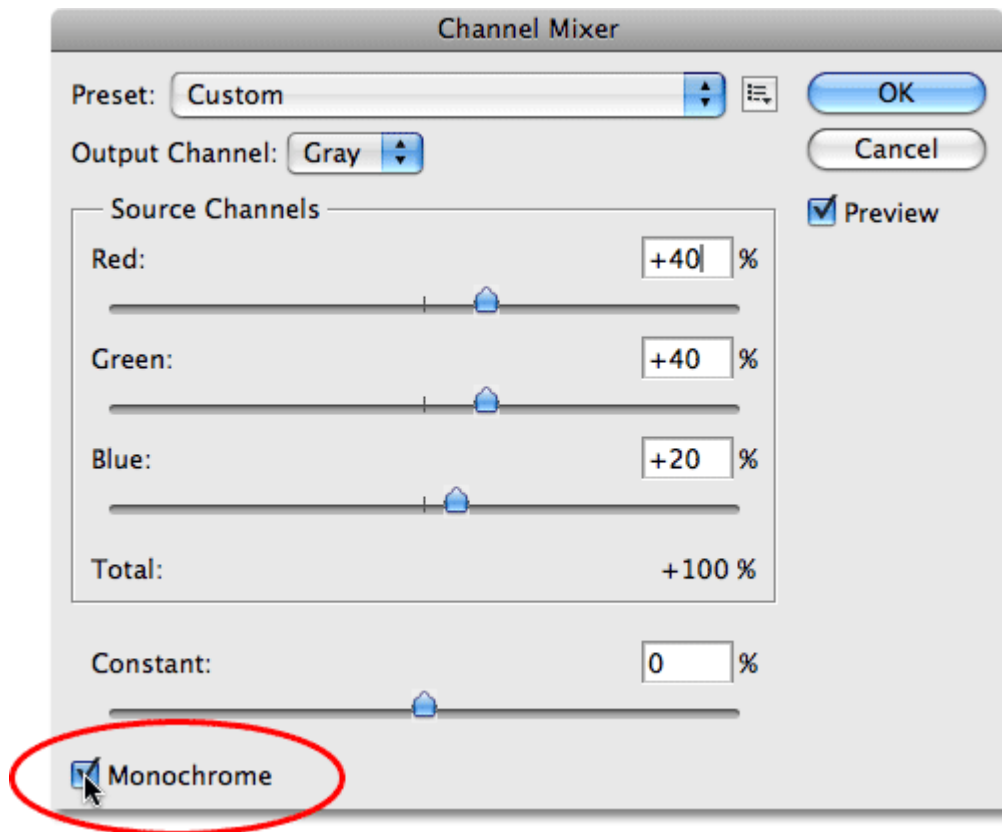 Channel Mixer
Preset: Custom
OK
Output Channel: Gray
Cancel
Preview
Source Channels
Red: +40 %
Green: +40 %
Blue: +20 %
Total: +100 %
Constant: 0 %
Monochrome